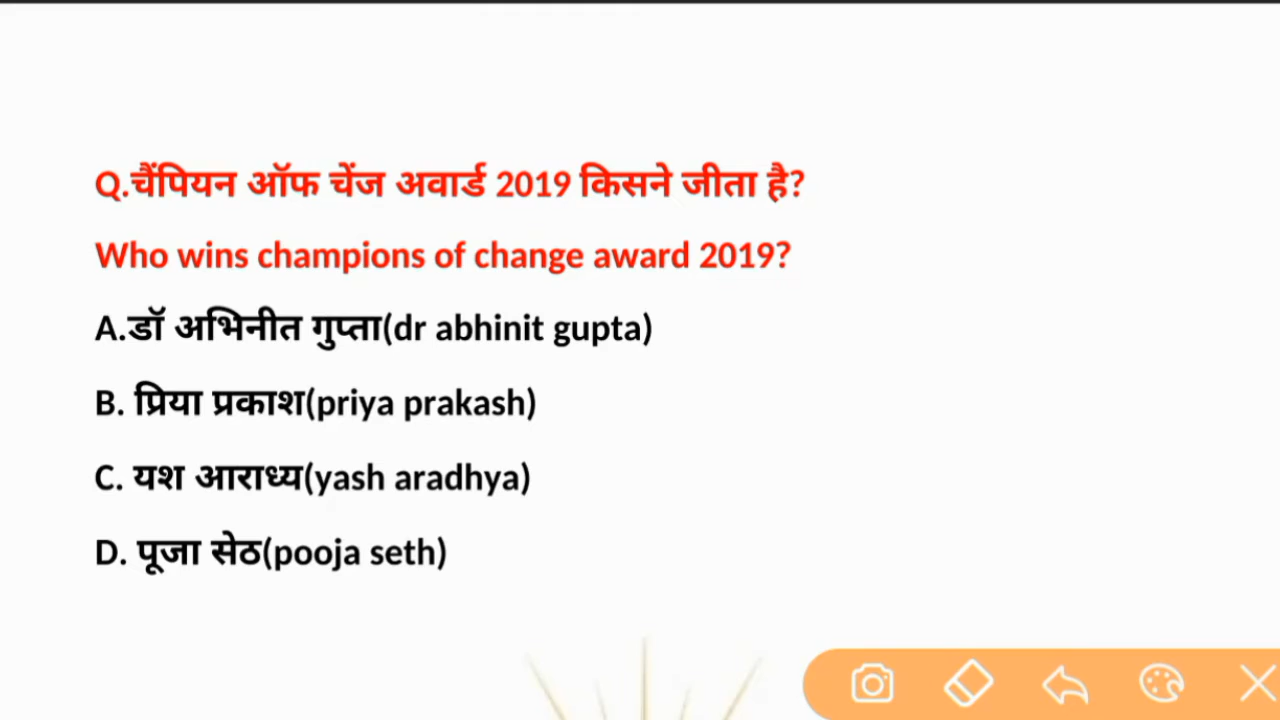 Q.चैंपियन ऑफ चेंज अवार्ड 2019 किसने जीता है?
Who wins champions of change award 2019?
A.डॉ अभिनीत गुप्ता(dr abhinit gupta)
B. प्रिया प्रकाश(priya prakash)
C. यश आराध्य(yash aradhya)
D. पूजा सेठ(pooja seth)